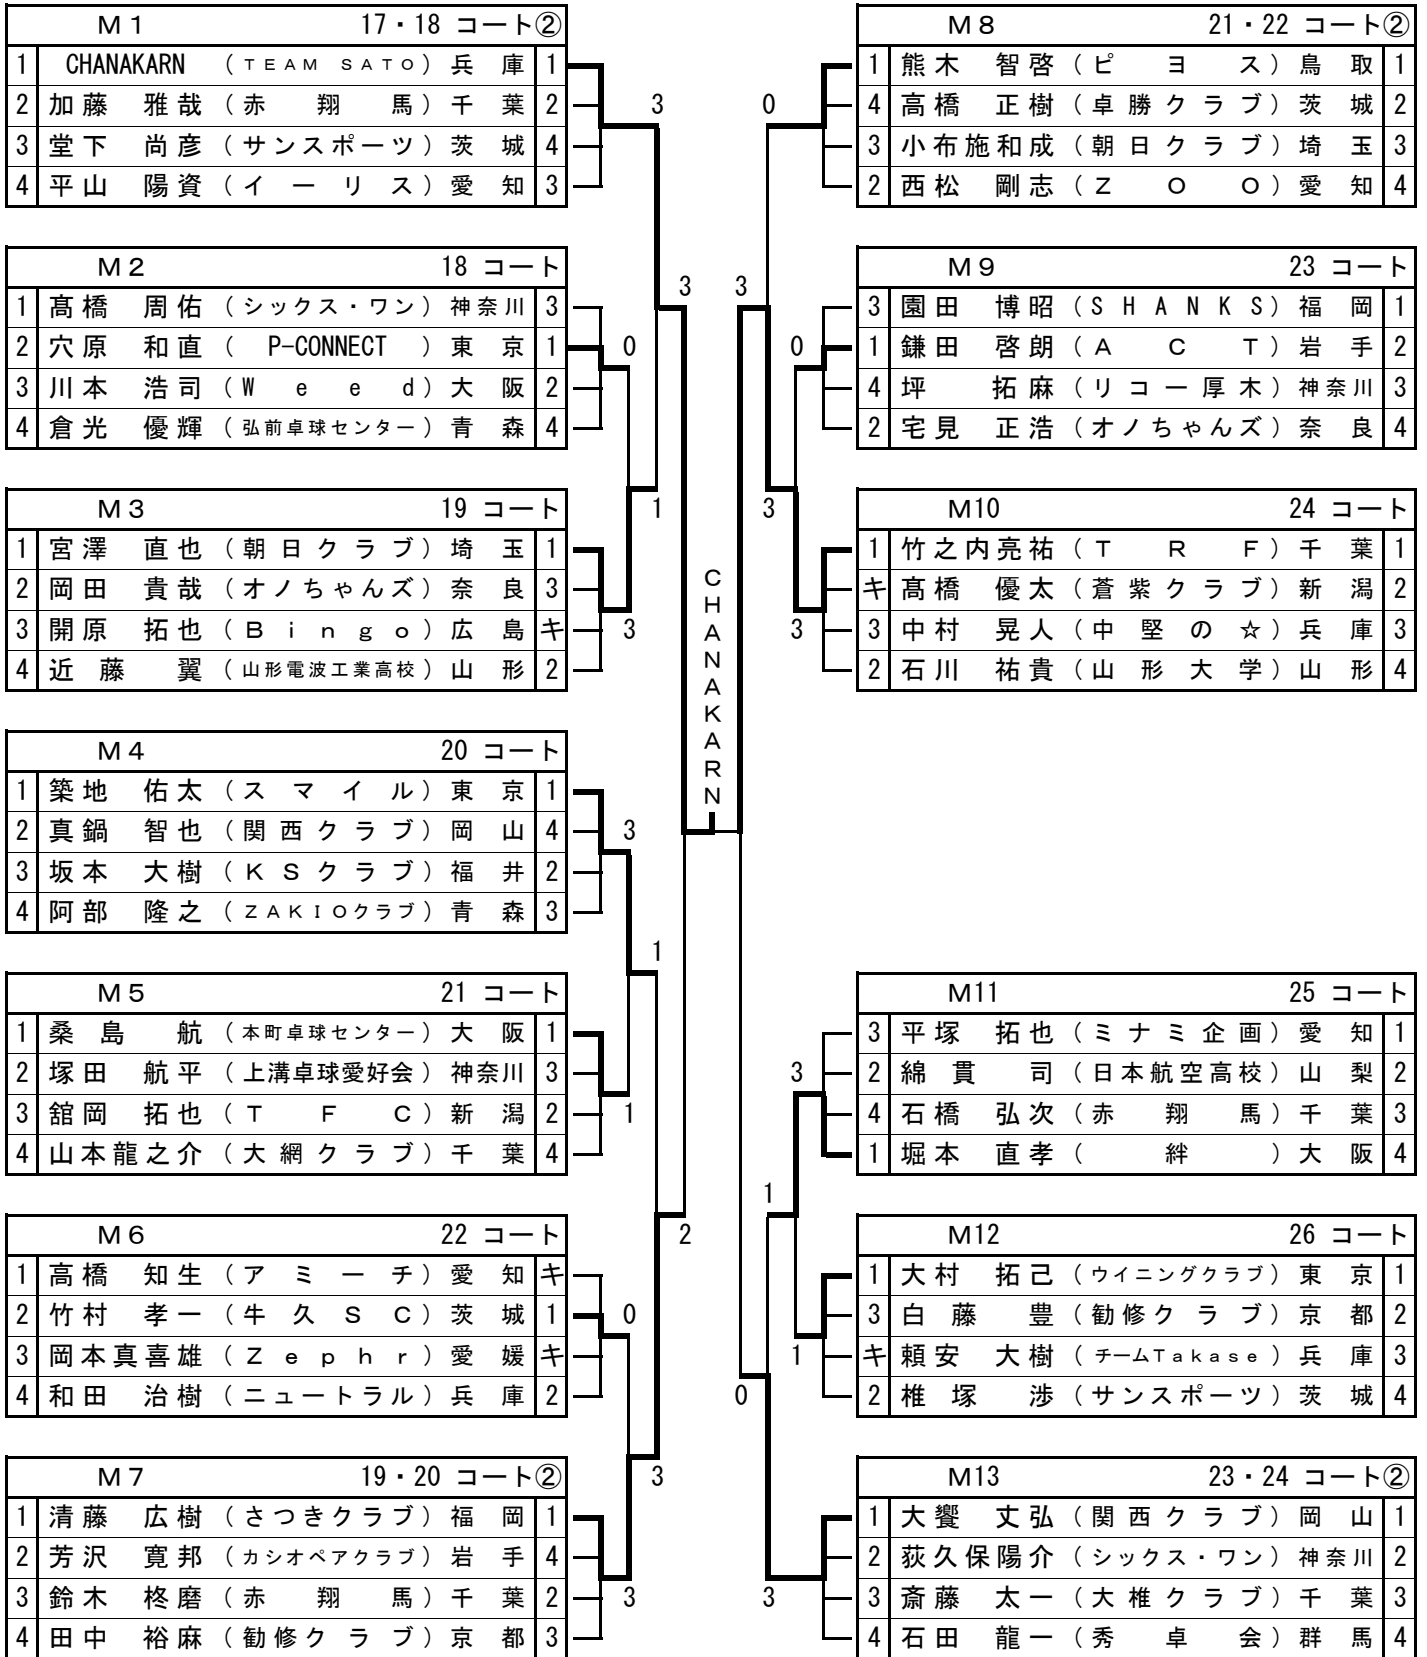 M1 17・18 コート②
1 CHANAKARN (TEAM SATO) 兵庫 1
2 加藤 雅哉 (赤翔馬) 千葉 2
3 堂下 尚彦 (サンスポーツ) 茨城 4
4 平山 陽資 (イーリス) 愛知 3
3
M2 18 コート
1 髙橋 周佑 (シックス・ワン) 神奈川 3
2 穴原 和直 (P-CONNECT) 東京 1
3 川本 浩司 (Weed) 大阪 2
4 倉光 優輝 (弘前卓球センター) 青森 4
3
0
M3 19 コート
1 宮澤 直也 (朝日クラブ) 埼玉 1
2 岡田 貴哉 (オノちゃんズ) 奈良 3
3 開原 拓也 (Bingo) 広島 キ
4 近藤 翼 (山形電波工業高校) 山形 2
1
3
M4 20 コート
1 築地 佑太 (スマイル) 東京 1
2 真鍋 智也 (関西クラブ) 岡山 4
3 坂本 大樹 (KSクラブ) 福井 2
4 阿部 隆之 (ZAKIOクラブ) 青森 3
3
1
M5 21 コート
1 桑島 航 (本町卓球センター) 大阪 1
2 塚田 航平 (上溝卓球愛好会) 神奈川 3
3 舘岡 拓也 (TFC) 新潟 2
4 山本龍之介 (大網クラブ) 千葉 4
1
M6 22 コート
1 高橋 知生 (アミーチ) 愛知 キ
2 竹村 孝一 (牛久SC) 茨城 1
3 岡本真喜雄 (Zephr) 愛媛 キ
4 和田 治樹 (ニュートラル) 兵庫 2
2
0
M7 19・20 コート②
1 清藤 広樹 (さつきクラブ) 福岡 1
2 芳沢 寛邦 (カシオペアクラブ) 岩手 4
3 鈴木 柊磨 (赤翔馬) 千葉 2
4 田中 裕麻 (勧修クラブ) 京都 3
3
3
CHANAKARN
M8 21・22 コート②
1 熊木 智啓 (ピヨス) 鳥取 1
4 高橋 正樹 (卓勝クラブ) 茨城 2
3 小布施和成 (朝日クラブ) 埼玉 3
2 西松 剛志 (ZOO) 愛知 4
0
M9 23 コート
3 園田 博昭 (SHANKS) 福岡 1
1 鎌田 啓朗 (ACT) 岩手 2
4 坪 拓麻 (リコー厚木) 神奈川 3
2 宅見 正浩 (オノちゃんズ) 奈良 4
3
0
M10 24 コート
1 竹之内亮祐 (TRF) 千葉 1
キ 髙橋 優太 (蒼紫クラブ) 新潟 2
3 中村 晃人 (中堅の☆) 兵庫 3
2 石川 祐貴 (山形大学) 山形 4
3
3
M11 25 コート
3 平塚 拓也 (ミナミ企画) 愛知 1
2 綿貫 司 (日本航空高校) 山梨 2
4 石橋 弘次 (赤翔馬) 千葉 3
1 堀本 直孝 (絆) 大阪 4
3
M12 26 コート
1 大村 拓己 (ウイニングクラブ) 東京 1
3 白藤 豊 (勧修クラブ) 京都 2
キ 頼安 大樹 (チームTakase) 兵庫 3
2 椎塚 渉 (サンスポーツ) 茨城 4
1
1
0
M13 23・24 コート②
1 大饗 丈弘 (関西クラブ) 岡山 1
2 荻久保陽介 (シックス・ワン) 神奈川 2
3 斎藤 太一 (大椎クラブ) 千葉 3
4 石田 龍一 (秀卓会) 群馬 4
3